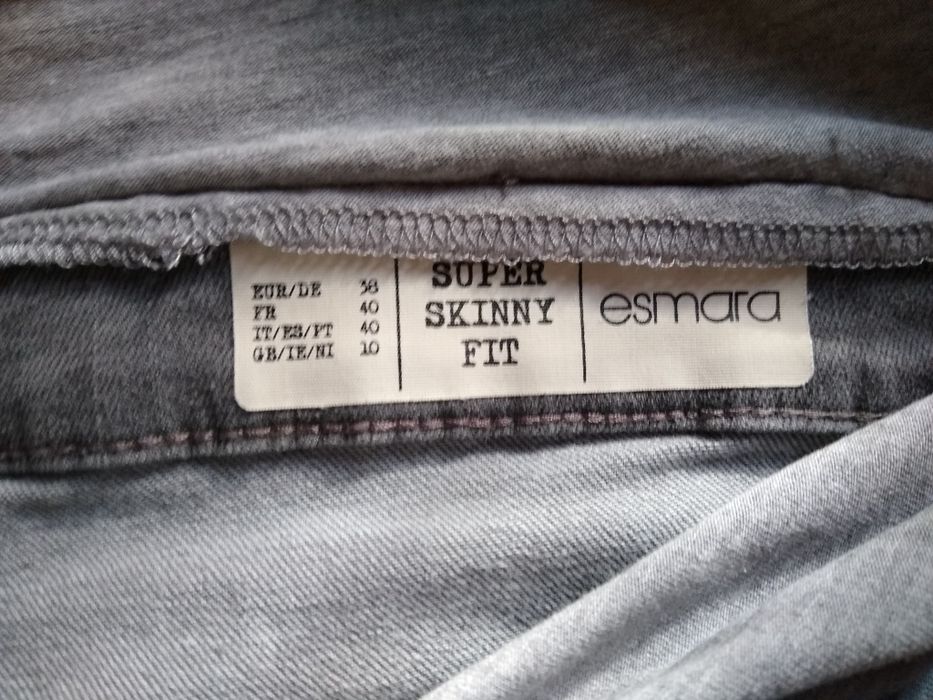 EUR/DE 38
FR 40
IT/ES/PT 40
GB/IE/NI 10
SUPER
SKINNY
FIT
esmara